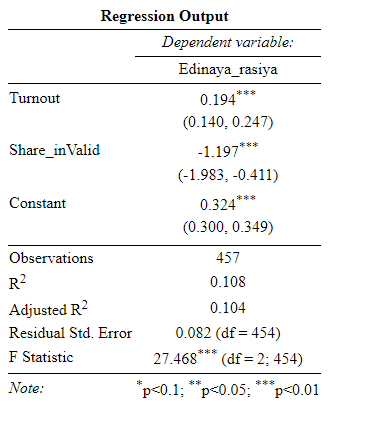 Regression Output
Dependent variable:
Edinaya_rasiya
Turnout 0.194***
(0.140, 0.247)
Share_inValid -1.197***
(-1.983, -0.411)
Constant 0.324***
(0.300, 0.349)
Observations 457
R2 0.108
Adjusted R2 0.104
Residual Std. Error 0.082 (df = 454)
F Statistic 27.468*** (df = 2; 454)
Note: *p<0.1; **p<0.05; ***p<0.01